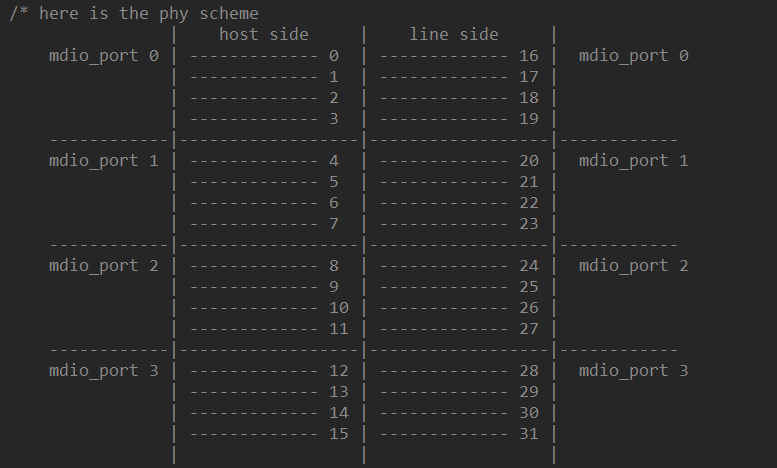 /* here is the phy scheme
                |    host side     |    line side     |
    mdio_port 0 | ------------- 0  | ------------- 16 |  mdio_port 0
                | ------------- 1  | ------------- 17 |
                | ------------- 2  | ------------- 18 |
                | ------------- 3  | ------------- 19 |
    ------------|------------------|------------------|------------
    mdio_port 1 | ------------- 4  | ------------- 20 |  mdio_port 1
                | ------------- 5  | ------------- 21 |
                | ------------- 6  | ------------- 22 |
                | ------------- 7  | ------------- 23 |
    ------------|------------------|------------------|------------
    mdio_port 2 | ------------- 8  | ------------- 24 |  mdio_port 2
                | ------------- 9  | ------------- 25 |
                | ------------- 10 | ------------- 26 |
                | ------------- 11 | ------------- 27 |
    ------------|------------------|------------------|------------
    mdio_port 3 | ------------- 12 | ------------- 28 |  mdio_port 3
                | ------------- 13 | ------------- 29 |
                | ------------- 14 | ------------- 30 |
                | ------------- 15 | ------------- 31 |
                |                  |                  |